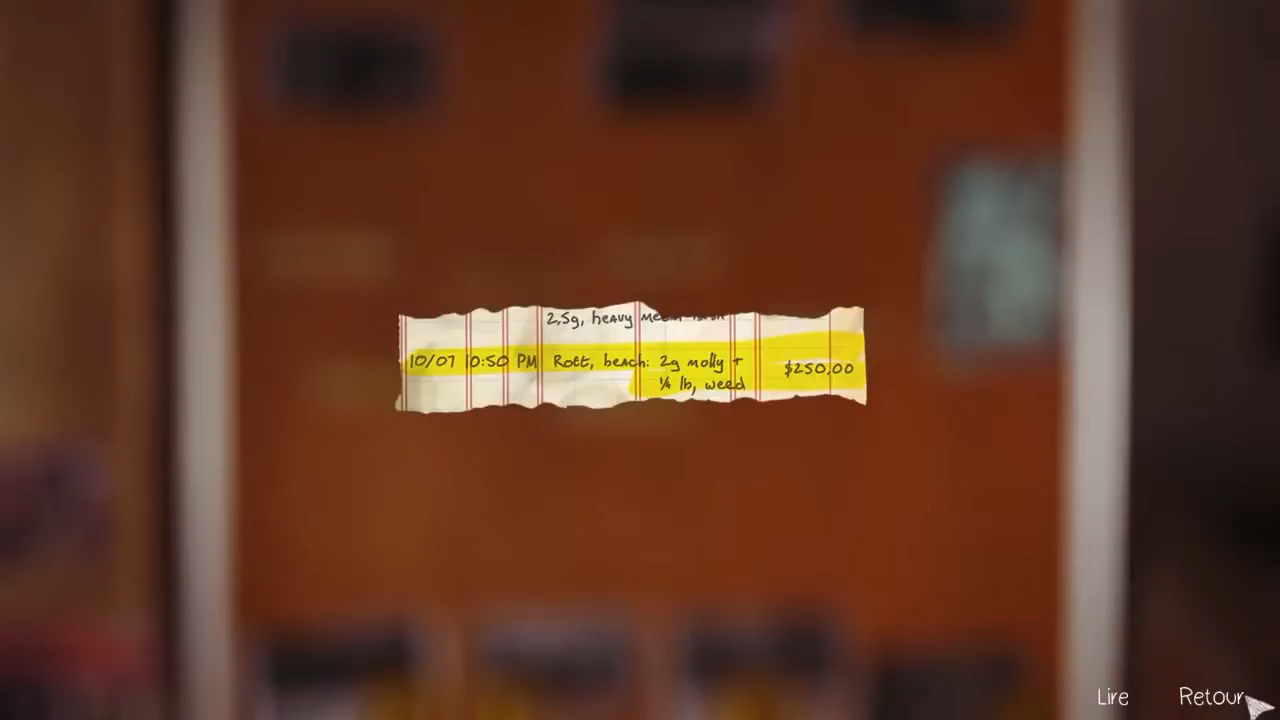 2.5g, heavy
10/07 10:50 PM Rott, beach: 2g molly + $250.00
¼ lb, weed
Lire Retour